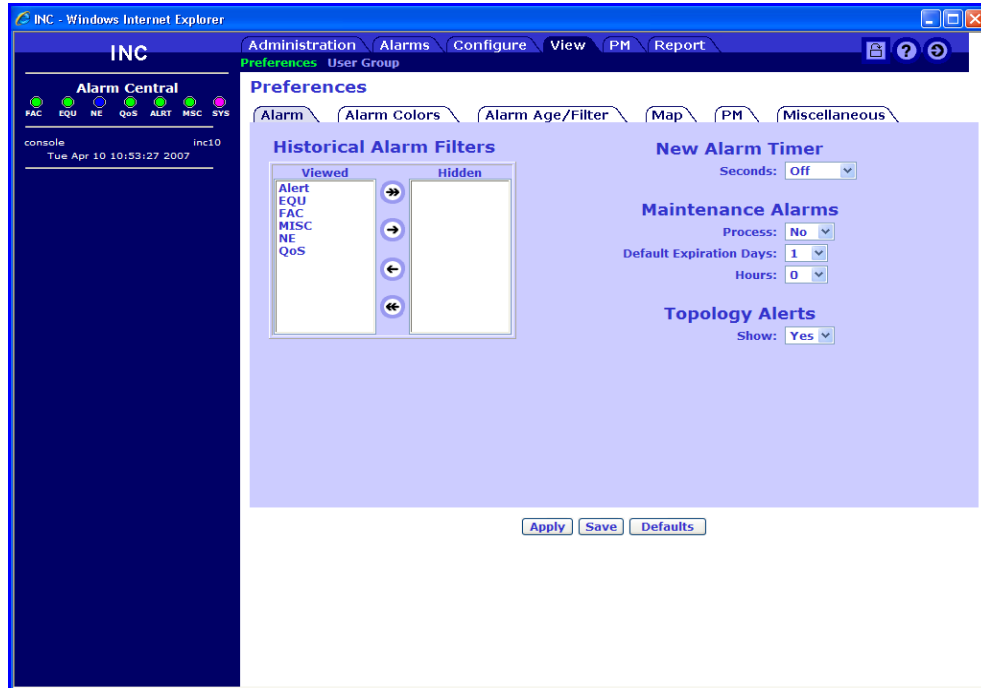 INC - Windows Internet Explorer
INC
Administration Alarms Configure View PM Report
Preferences User Group
Alarm Central
FAC EQU NE QoS ALRT MSC SYS
console inc10
Tue Apr 10 10:53:27 2007
Preferences
Alarm Alarm Colors Alarm Age/Filter Map PM Miscellaneous
Historical Alarm Filters
Viewed Hidden
Alert
EQU
FAC
MISC
NE
QoS
New Alarm Timer
Seconds: Off
Maintenance Alarms
Process: No
Default Expiration Days: 1
Hours: 0
Topology Alerts
Show: Yes
Apply Save Defaults